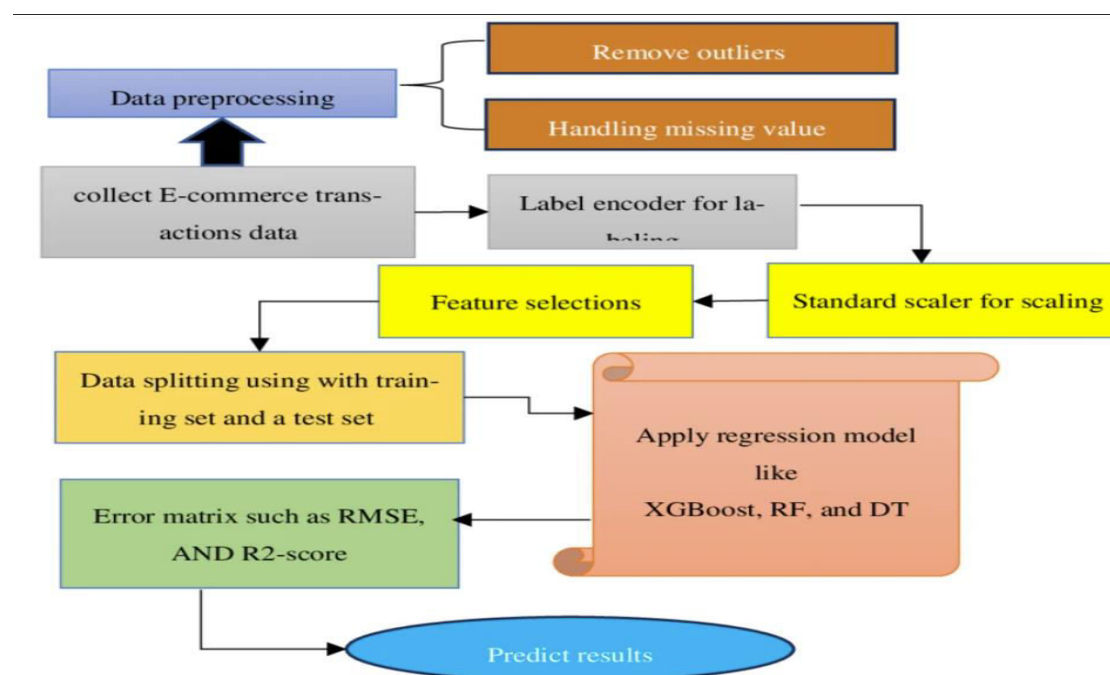 Remove outliers
Data preprocessing
Handling missing value
collect E-commerce trans-
actions data
Label encoder for la-
beling
Standard scaler for scaling
Feature selections
Data splitting using with train-
ing set and a test set
Apply regression model
like
XGBoost, RF, and DT
Error matrix such as RMSE,
AND R2-score
Predict results